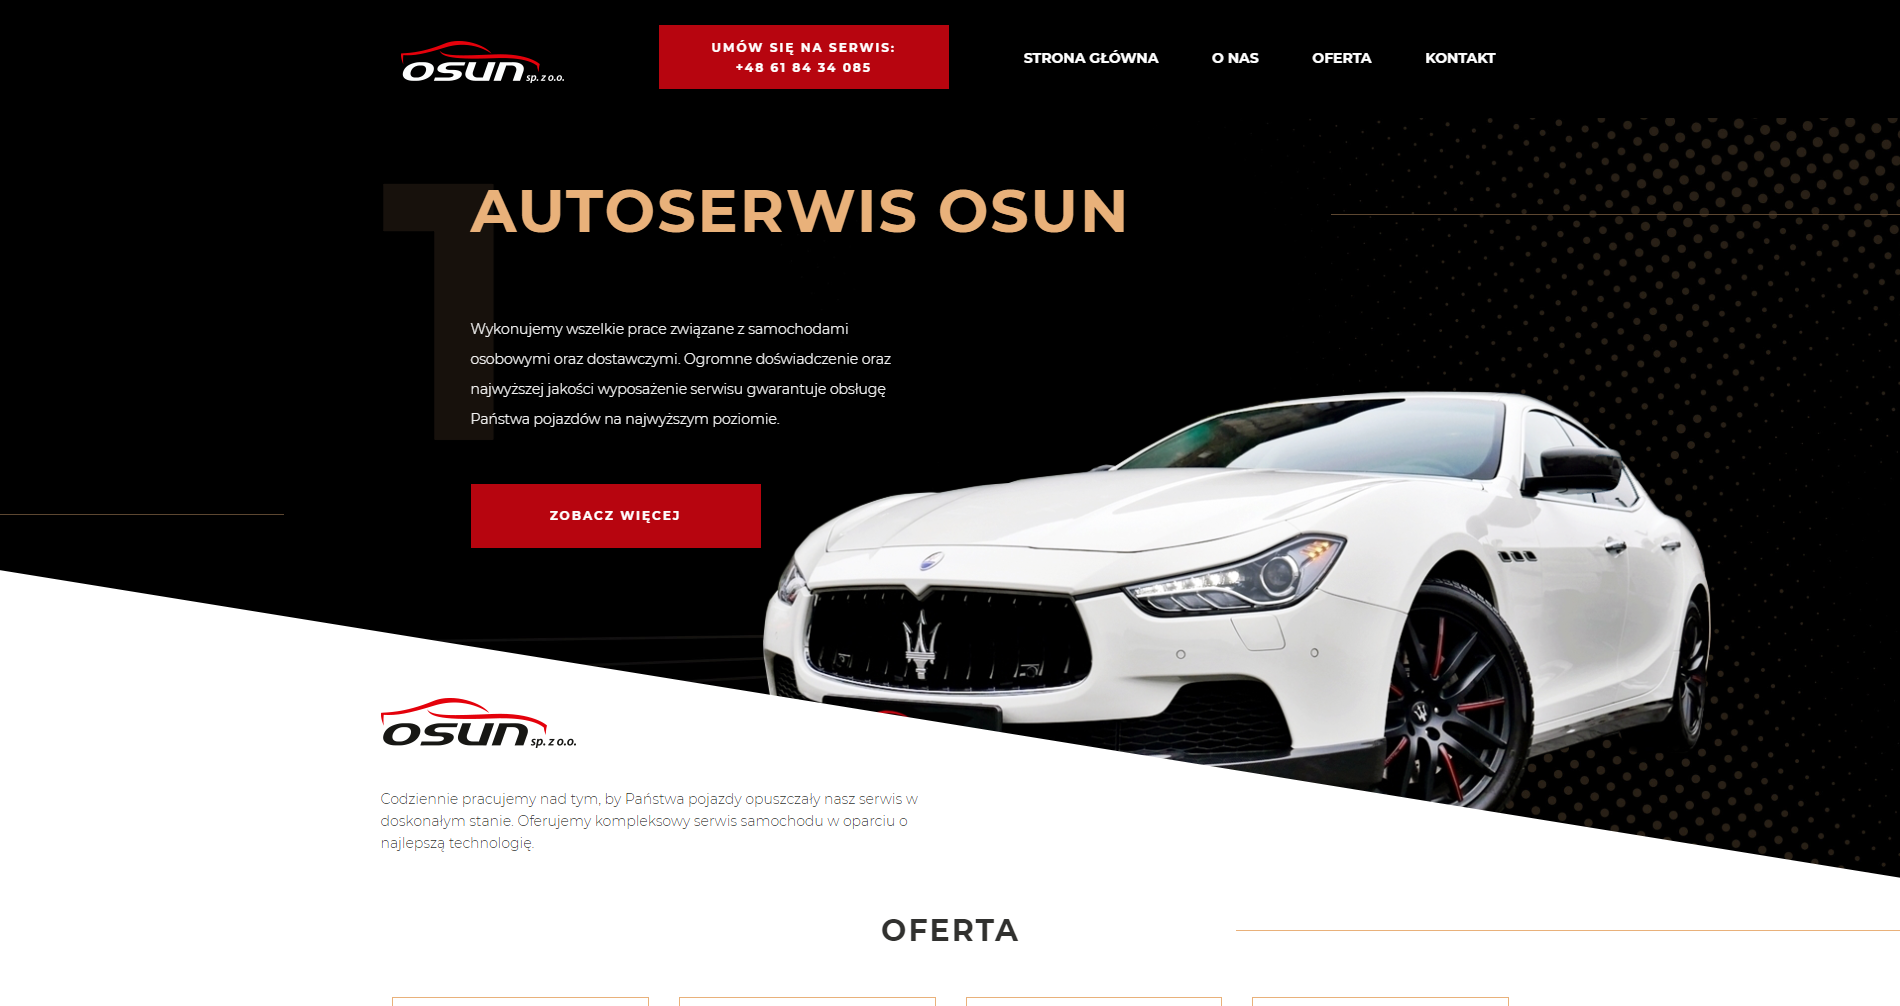 osun sp. z o.o.
UMÓW SIĘ NA SERWIS:
+48 61 84 34 085
STRONA GŁÓWNA
O NAS
OFERTA
KONTAKT
1
AUTOSERWIS OSUN
Wykonujemy wszelkie prace związane z samochodami
osobowymi oraz dostawczymi. Ogromne doświadczenie oraz
najwyższej jakości wyposażenie serwisu gwarantuje obsługę
Państwa pojazdów na najwyższym poziomie.
ZOBACZ WIĘCEJ
osun sp. z o.o.
Codziennie pracujemy nad tym, by Państwa pojazdy opuszczały nasz serwis w
doskonałym stanie. Oferujemy kompleksowy serwis samochodu w oparciu o
najlepszą technologię.
OFERTA